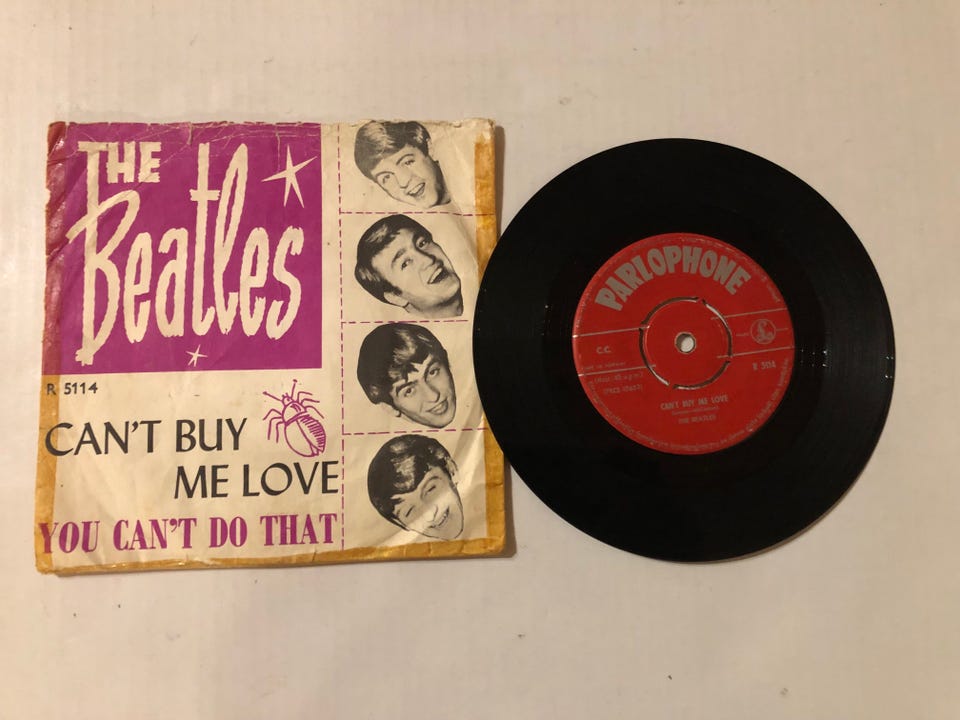 THE
Beatles
R 5114
CAN'T BUY
ME LOVE
YOU CAN'T DO THAT
PARLOPHONE
C.C.
R 5114
CAN'T BUY ME LOVE
THE BEATLES